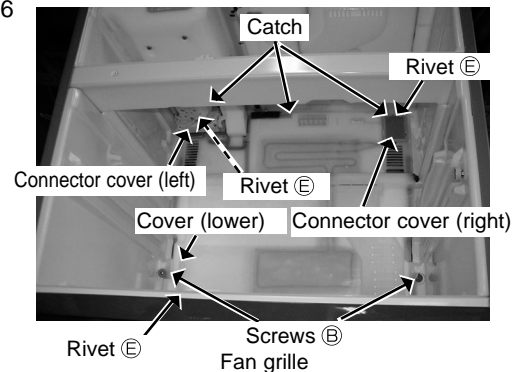 6
Catch
Rivet Ⓔ
Connector cover (left)
Rivet Ⓔ
Cover (lower)
Connector cover (right)
Rivet Ⓔ
Screws Ⓑ
Fan grille